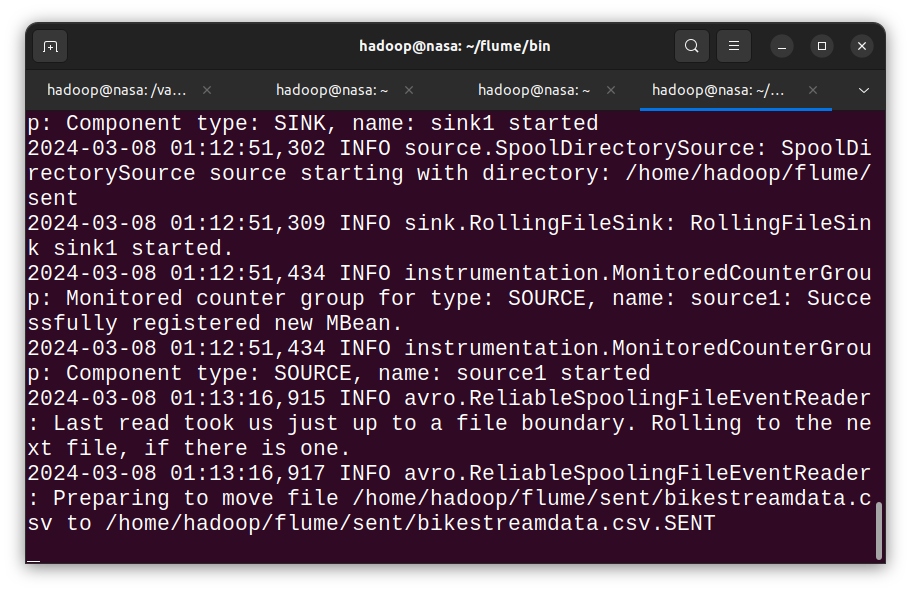 hadoop@nasa: ~/flume/bin
hadoop@nasa: /va... hadoop@nasa: ~ hadoop@nasa: ~ hadoop@nasa: ~/...
p: Component type: SINK, name: sink1 started
2024-03-08 01:12:51,302 INFO source.SpoolDirectorySource: SpoolDi
rectorySource source starting with directory: /home/hadoop/flume/
sent
2024-03-08 01:12:51,309 INFO sink.RollingFileSink: RollingFileSin
k sink1 started.
2024-03-08 01:12:51,434 INFO instrumentation.MonitoredCounterGrou
p: Monitored counter group for type: SOURCE, name: source1: Succe
ssfully registered new MBean.
2024-03-08 01:12:51,434 INFO instrumentation.MonitoredCounterGrou
p: Component type: SOURCE, name: source1 started
2024-03-08 01:13:16,915 INFO avro.ReliableSpoolingFileEventReader
: Last read took us just up to a file boundary. Rolling to the ne
xt file, if there is one.
2024-03-08 01:13:16,917 INFO avro.ReliableSpoolingFileEventReader
: Preparing to move file /home/hadoop/flume/sent/bikestreamdata.c
sv to /home/hadoop/flume/sent/bikestreamdata.csv.SENT